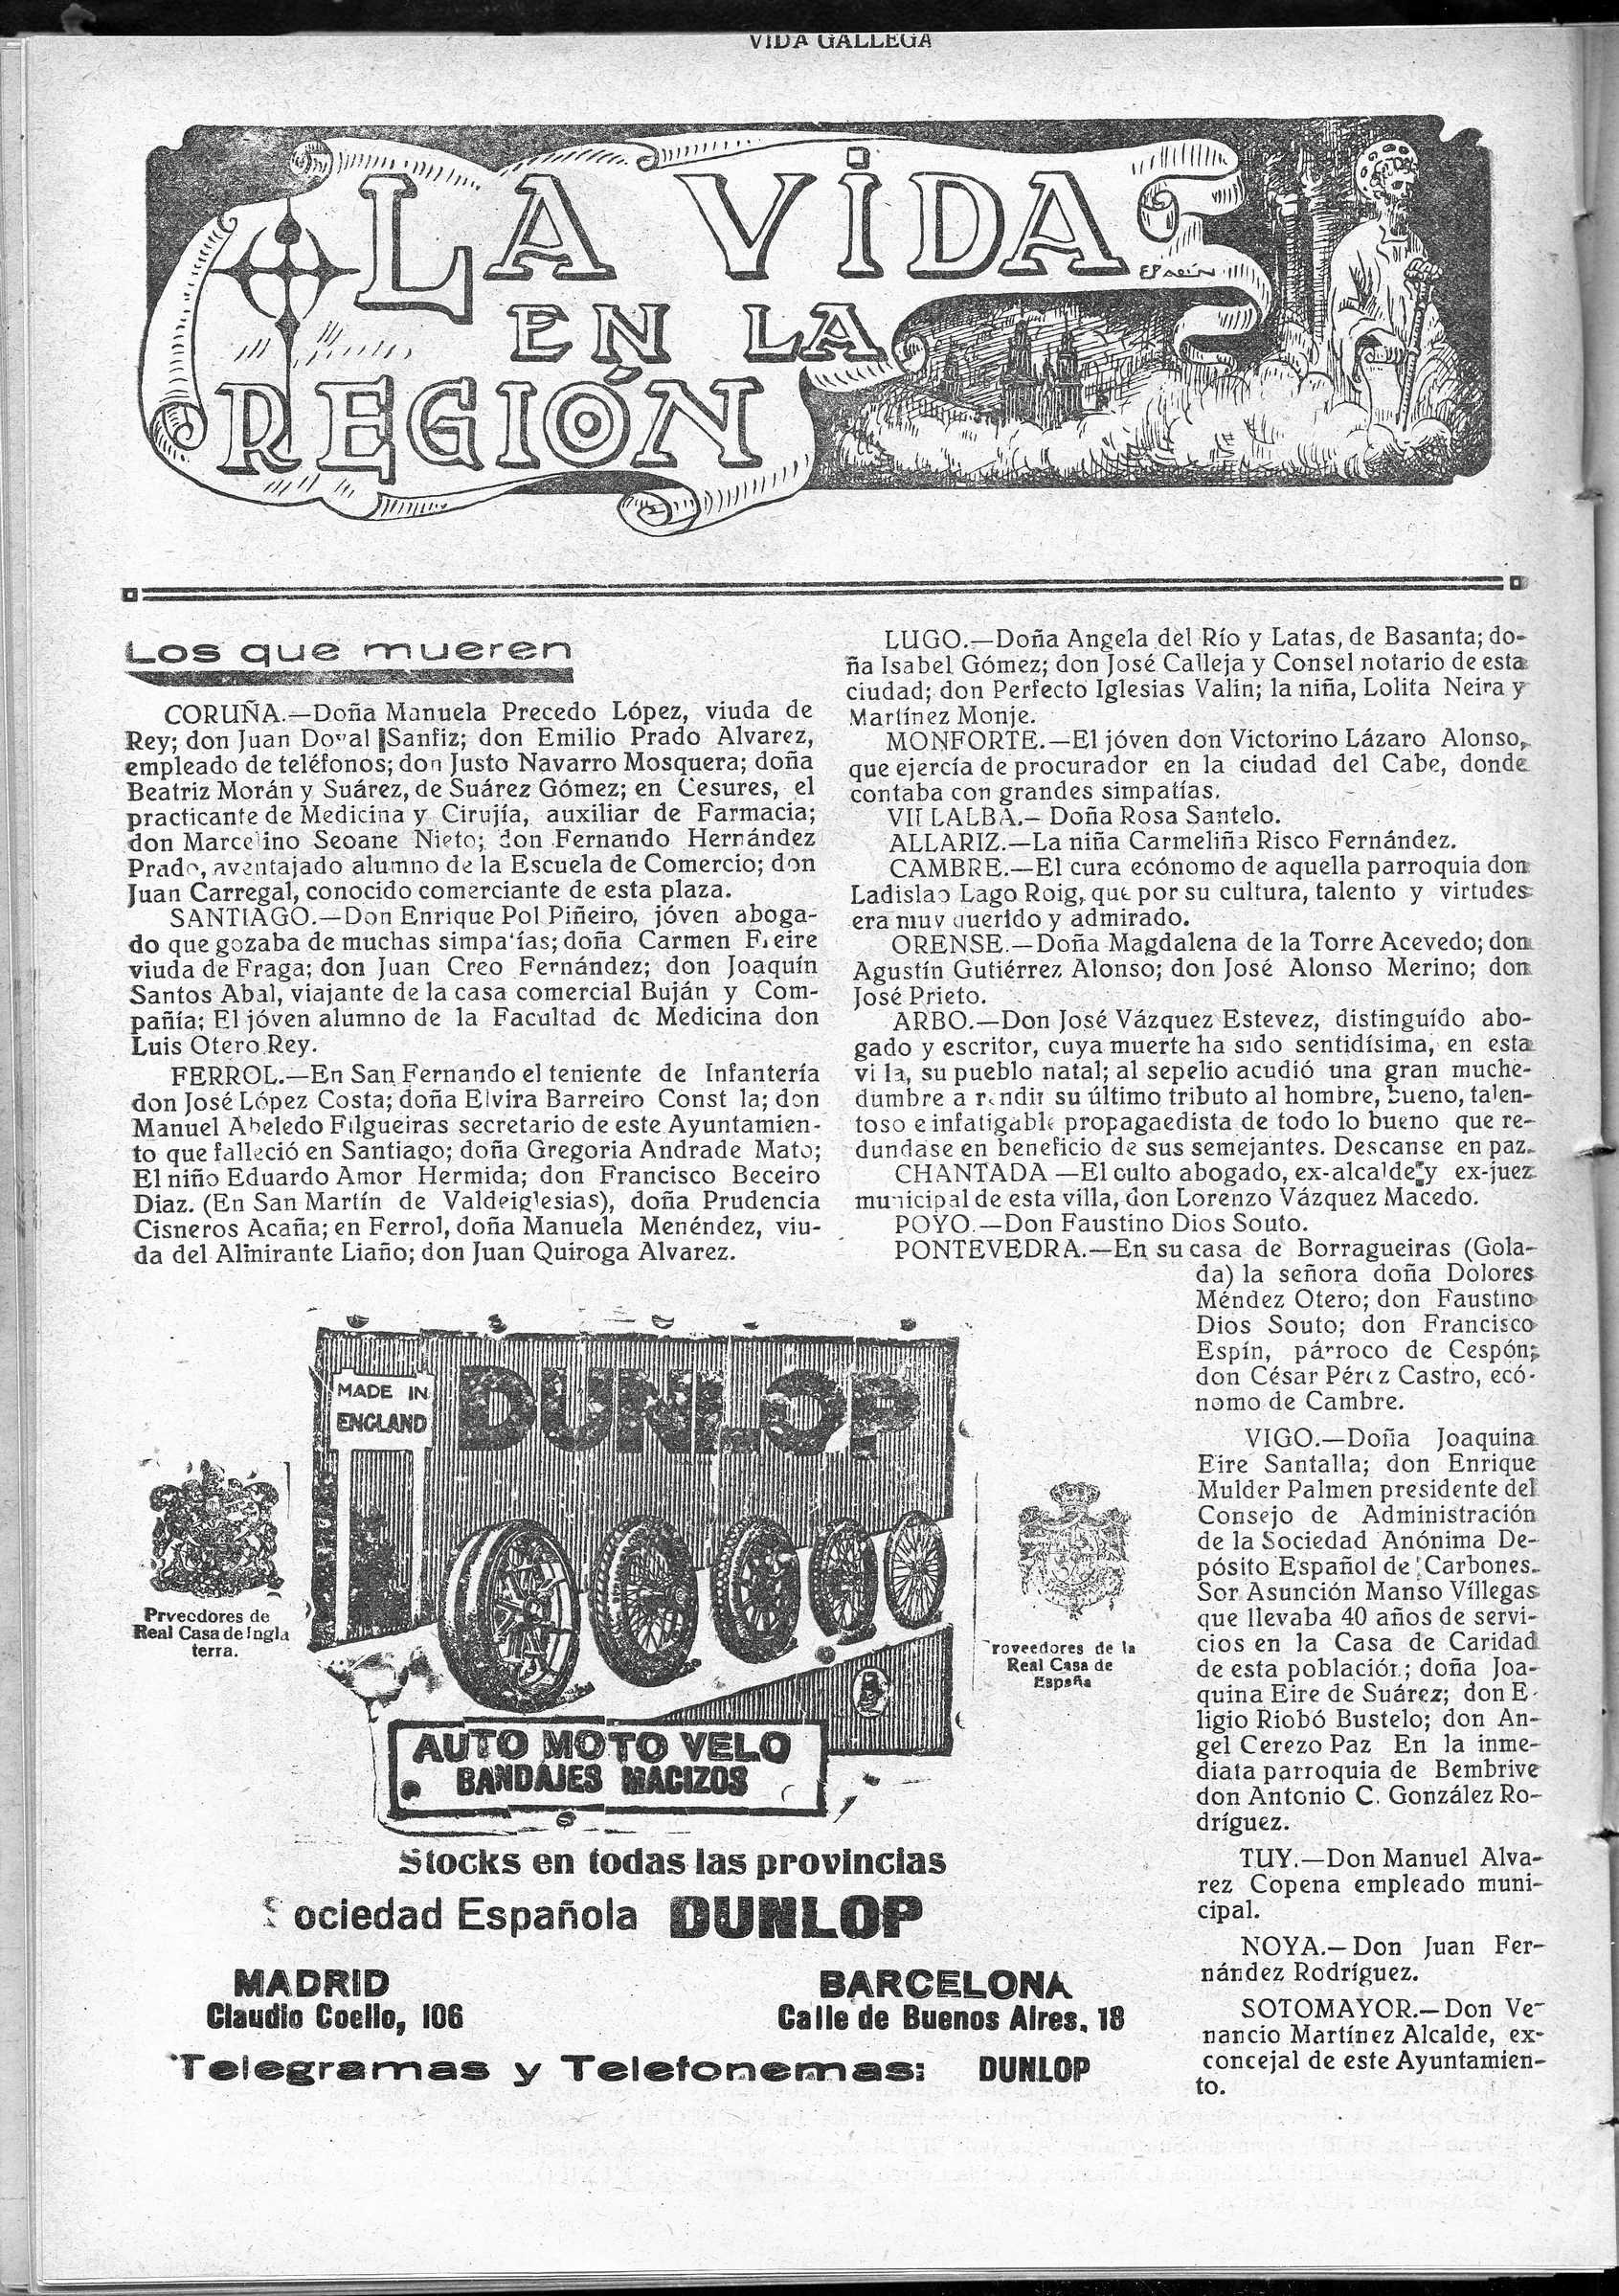 VIDA GALLEGA
LA VIDA
EN LA
REGIÓN
Los que mueren
CORUÑA.—Doña Manuela Precedo López, viuda de
Rey; don Juan Doval Sanfiz; don Emilio Prado Alvarez,
empleado de teléfonos; don Justo Navarro Mosquera; doña
Beatriz Morán y Suárez, de Suárez Gómez; en Cesures, el
practicante de Medicina y Cirujía, auxiliar de Farmacia;
don Marcelino Seoane Nieto; don Fernando Hernández
Prado, aventajado alumno de la Escuela de Comercio; don
Juan Carregal, conocido comerciante de esta plaza.
SANTIAGO.—Don Enrique Pol Piñeiro, jóven aboga-
do que gozaba de muchas simpatías; doña Carmen Freire
viuda de Fraga; don Juan Creo Fernández; don Joaquín
Santos Abal, viajante de la casa comercial Buján y Com-
pañía; El jóven alumno de la Facultad de Medicina don
Luis Otero Rey.
FERROL.—En San Fernando el teniente de Infantería
don José López Costa; doña Elvira Barreiro Const la; don
Manuel Abeledo Filgueiras secretario de este Ayuntamien-
to que falleció en Santiago; doña Gregoria Andrade Mato;
El niño Eduardo Amor Hermida; don Francisco Beceiro
Diaz. (En San Martín de Valdeiglesias), doña Prudencia
Cisneros Acaña; en Ferrol, doña Manuela Menéndez, viu-
da del Almirante Liaño; don Juan Quiroga Alvarez.
LUGO.—Doña Angela del Río y Latas, de Basanta; do-
ña Isabel Gómez; don José Calleja y Consel notario de esta
ciudad; don Perfecto Iglesias Valin; la niña, Lolita Neira y
Martínez Monje.
MONFORTE.—El jóven don Victorino Lázaro Alonso,
que ejercía de procurador en la ciudad del Cabe, donde
contaba con grandes simpatías.
VILLALBA.— Doña Rosa Santelo.
ALLARIZ.—La niña Carmeliña Risco Fernández.
CAMBRE.—El cura ecónomo de aquella parroquia don
Ladislao Lago Roig, que por su cultura, talento y virtudes
era muy querido y admirado.
ORENSE.—Doña Magdalena de la Torre Acevedo; don
Agustín Gutiérrez Alonso; don José Alonso Merino; don
José Prieto.
ARBO.—Don José Vázquez Estevez, distinguído abo-
gado y escritor, cuya muerte ha sido sentidísima, en esta
vi la, su pueblo natal; al sepelio acudió una gran muche-
dumbre a rendir su último tributo al hombre, bueno, talen-
toso e infatigable propagaedista de todo lo bueno que re-
dundase en beneficio de sus semejantes. Descanse en paz.
CHANTADA —El culto abogado, ex-alcalde y ex-juez
municipal de esta villa, don Lorenzo Vázquez Macedo.
POYO.—Don Faustino Dios Souto.
PONTEVEDRA.—En su casa de Borragueiras (Gola-
da) la señora doña Dolores
Méndez Otero; don Faustino
Dios Souto; don Francisco
Espín, párroco de Cespón;
don César Pérez Castro, ecó-
nomo de Cambre.
VIGO.—Doña Joaquina
Eire Santalla; don Enrique
Mulder Palmen presidente del
Consejo de Administración
de la Sociedad Anónima De-
pósito Español de Carbones.
Sor Asunción Manso Víllegas
que llevaba 40 años de servi-
cios en la Casa de Caridad
de esta población; doña Joa-
quina Eire de Suárez; don E-
ligio Riobó Bustelo; don An-
gel Cerezo Paz En la inme-
diata parroquia de Bembrive
don Antonio C. González Ro-
dríguez.
TUY.—Don Manuel Alva-
rez Copena empleado muni-
cipal.
NOYA.—Don Juan Fer-
nández Rodríguez.
SOTOMAYOR.—Don Ve-
nancio Martínez Alcalde, ex-
concejal de este Ayuntamien-
to.
MADE IN
ENGLAND
DUNLOP
Prveedores de
Real Casa de Ingla
terra.
roveedores de la
Real Casa de
España
AUTO MOTO VELO
BANDAJES MACIZOS
Stocks en todas las provincias
Sociedad Española DUNLOP
MADRID
Claudio Coello, 106
BARCELONA
Calle de Buenos Aires, 18
Telegramas y Telefonemas: DUNLOP